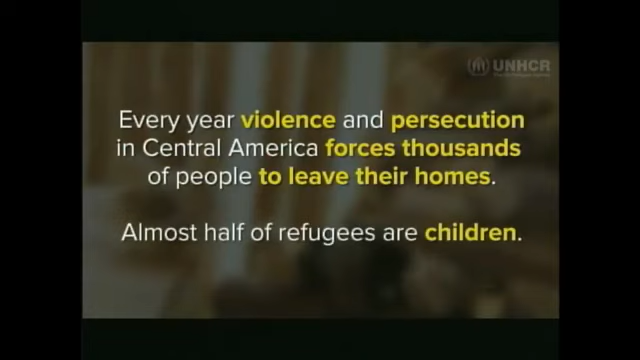 UNHCR
Every year violence and persecution
in Central America forces thousands
of people to leave their homes.
Almost half of refugees are children.